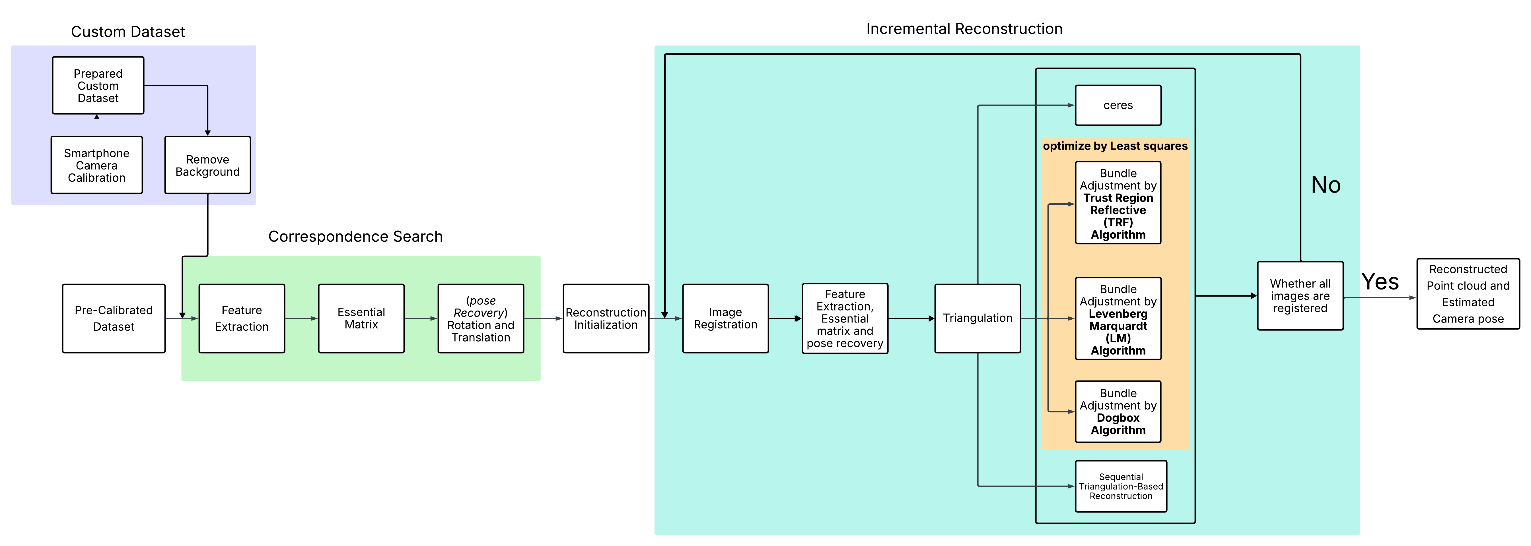 Custom Dataset
Prepared
Custom
Dataset
Smartphone
Camera
Calibration
Remove
Background
Correspondence Search
Pre-Calibrated
Dataset
Feature
Extraction
Essential
Matrix
(pose
Recovery)
Rotation and
Translation
Reconstruction
Initialization
Incremental Reconstruction
Image
Registration
Feature
Extraction,
Essential
matrix and
pose recovery
Triangulation
ceres
optimize by Least squares
Bundle
Adjustment by
Trust Region
Reflective
(TRF)
Algorithm
Bundle
Adjustment by
Levenberg
Marquardt
(LM)
Algorithm
Bundle
Adjustment by
Dogbox
Algorithm
Sequential
Triangulation-Based
Reconstruction
Whether all
images are
registered
No
Yes
Reconstructed
Point cloud and
Estimated
Camera pose